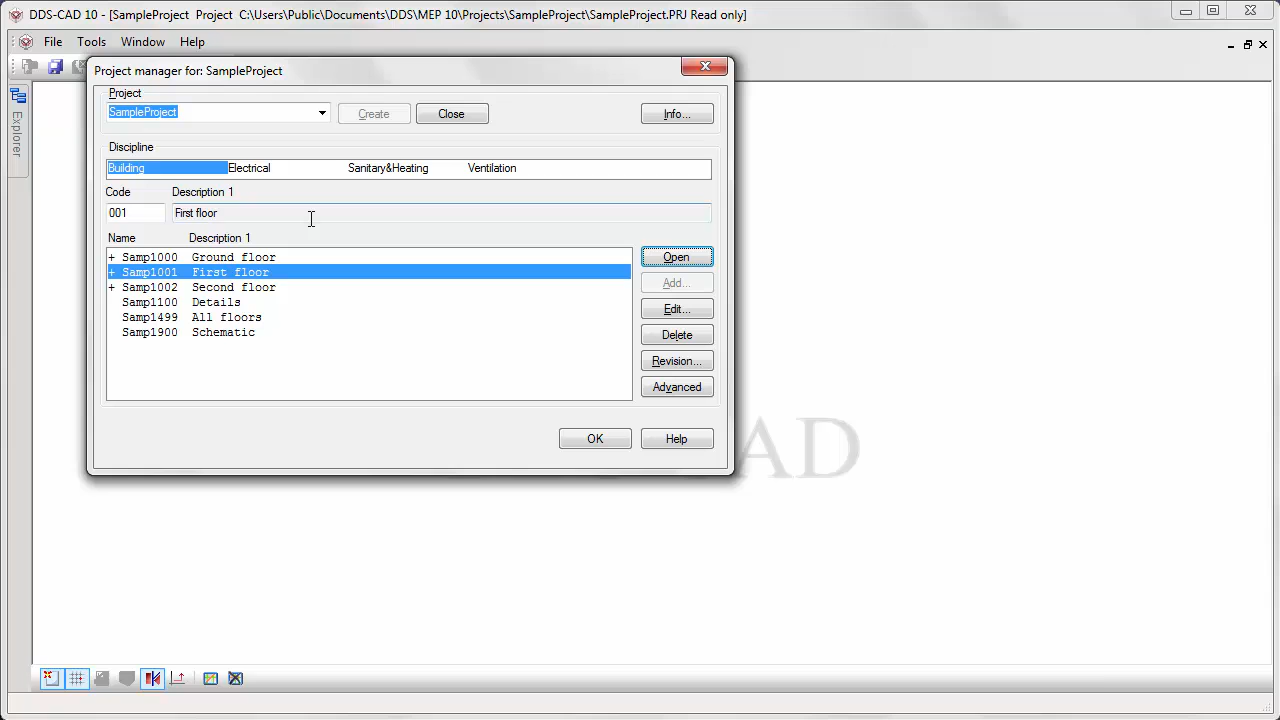 DDS-CAD 10 - [SampleProject Project C:\Users\Public\Documents\DDS\MEP 10\Projects\SampleProject\SampleProject.PRJ Read only]
File Tools Window Help
Explorer
Project manager for: SampleProject
Project
SampleProject Create Close Info...
Discipline
Building Electrical Sanitary&Heating Ventilation
Code Description 1
001 First floor
Name Description 1
+ Samp1000 Ground floor
+ Samp1001 First floor
+ Samp1002 Second floor
Samp1100 Details
Samp1499 All floors
Samp1900 Schematic
Open
Add...
Edit...
Delete
Revision...
Advanced
OK Help
AD